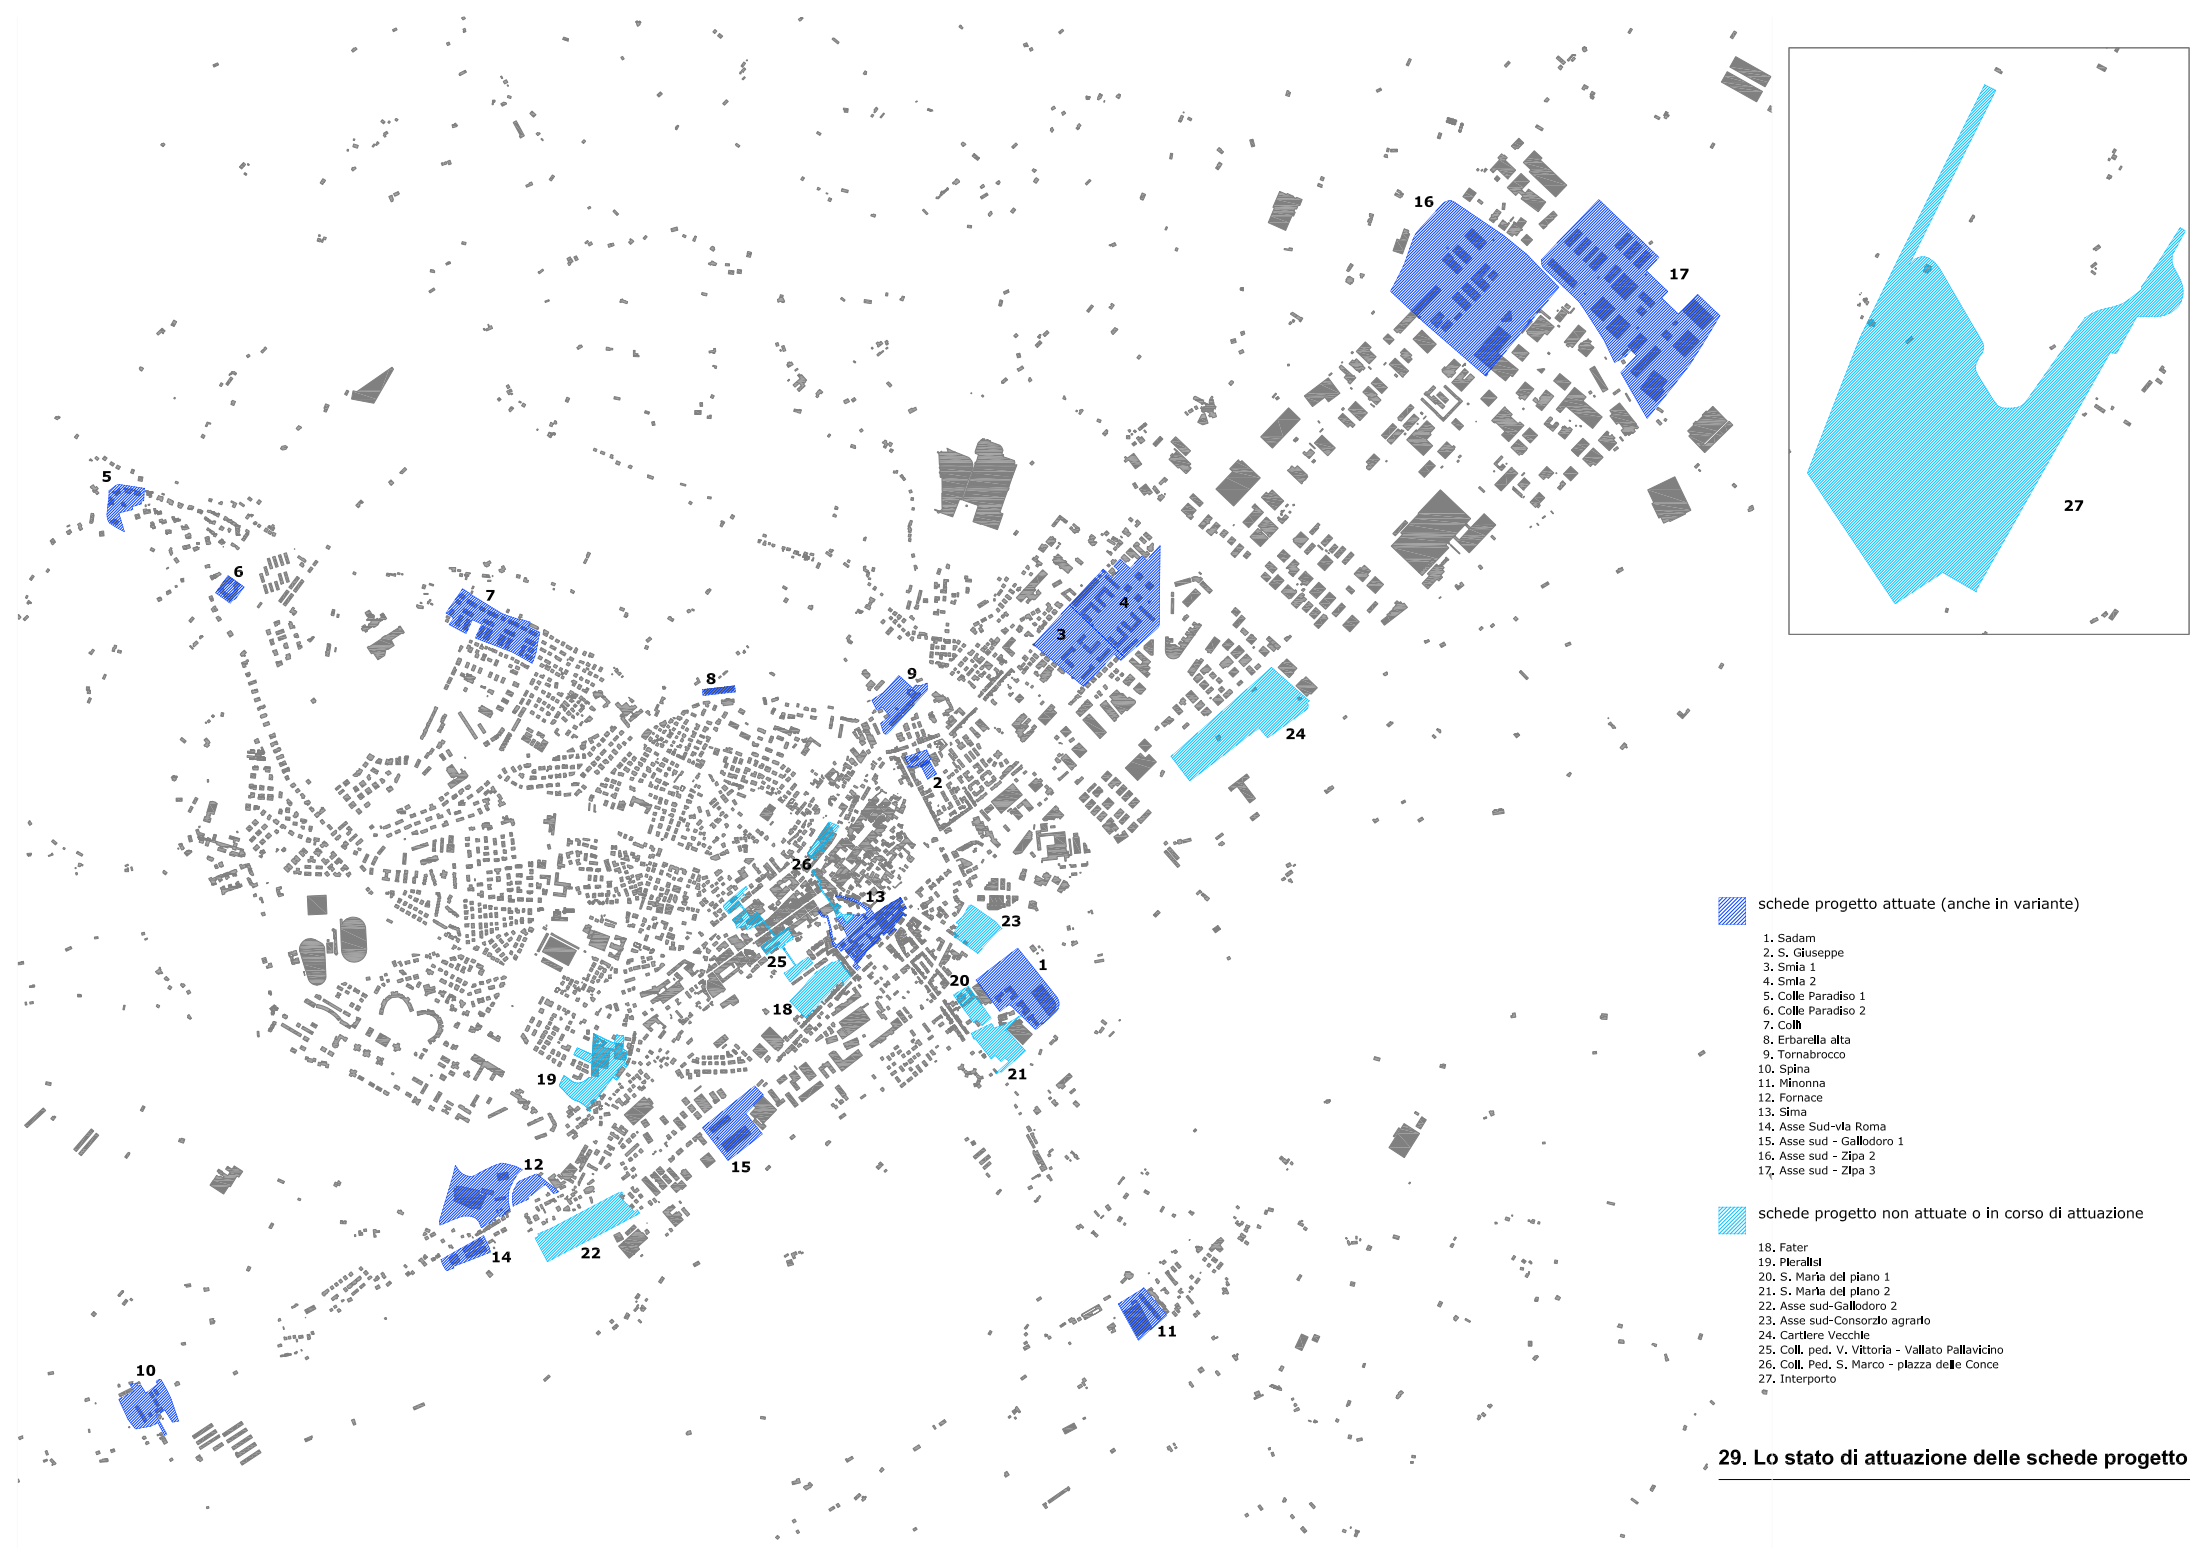 16
17
5
6
7
8
9
3
4
2
24
27
26
13
23
25
1
20
18
19
21
12
15
14
22
11
10
schede progetto attuate (anche in variante)
1. Sadam
2. S. Giuseppe
3. Smia 1
4. Smia 2
5. Colle Paradiso 1
6. Colle Paradiso 2
7. Colli
8. Erbarella alta
9. Tornabrocco
10. Spina
11. Minonna
12. Fornace
13. Sima
14. Asse Sud-via Roma
15. Asse sud - Gallodoro 1
16. Asse sud - Zipa 2
17. Asse sud - Zipa 3
schede progetto non attuate o in corso di attuazione
18. Fater
19. Pieralisi
20. S. Maria del piano 1
21. S. Maria del piano 2
22. Asse sud-Gallodoro 2
23. Asse sud-Consorzio agrario
24. Cartiere Vecchie
25. Coll. ped. V. Vittoria - Vallato Pallavicino
26. Coll. Ped. S. Marco - piazza delle Conce
27. Interporto
29. Lo stato di attuazione delle schede progetto